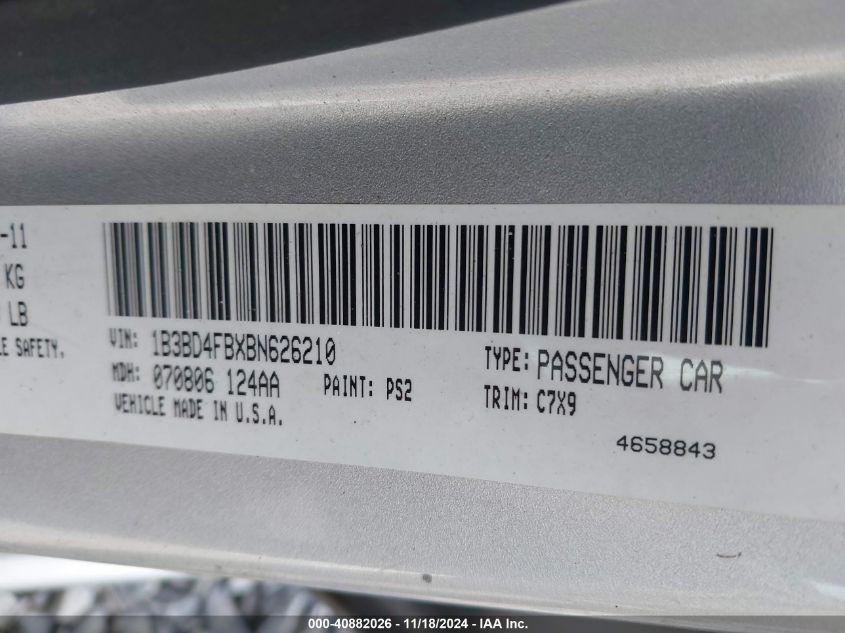 -11
KG
LB
LE SAFETY.
VIN: 1B3BD4FBXBN626210
MDH: 070806 124AA
PAINT: PS2
VEHICLE MADE IN U.S.A.
TYPE: PASSENGER CAR
TRIM: C7X9
4658843
000-40882026 - 11/18/2024 - IAA Inc.